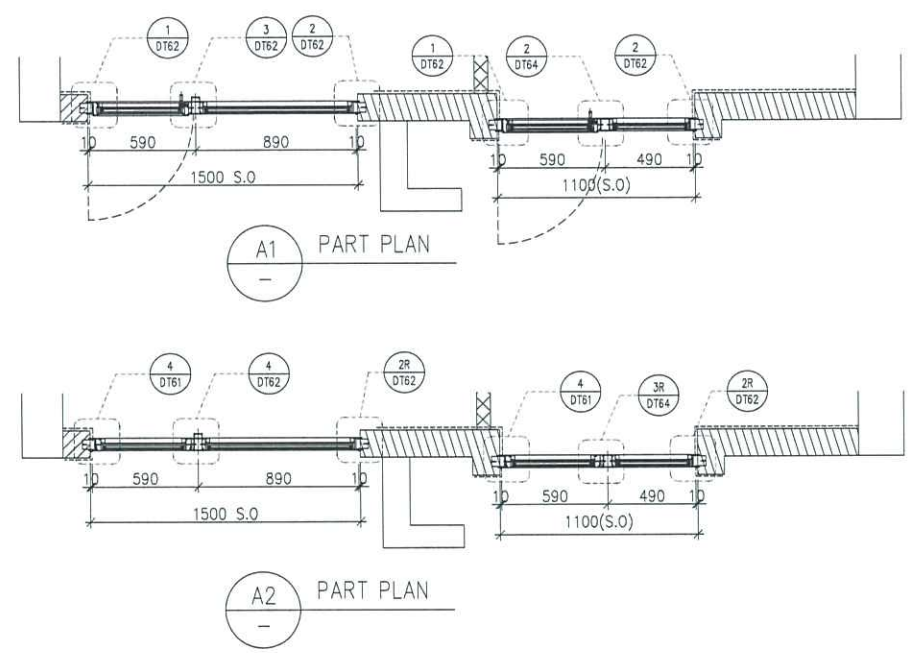 1 3 2
DT62 DT62 DT62
1 2 2
DT62 DT64 DT62
10 590 890 10
1500 S.O
10 590 490 10
1100(S.O)
A1 PART PLAN
–
4 4 2R
DT61 DT62 DT62
4 3R 2R
DT61 DT64 DT62
10 590 890 10
1500 S.O
10 590 490 10
1100(S.O)
A2 PART PLAN
–